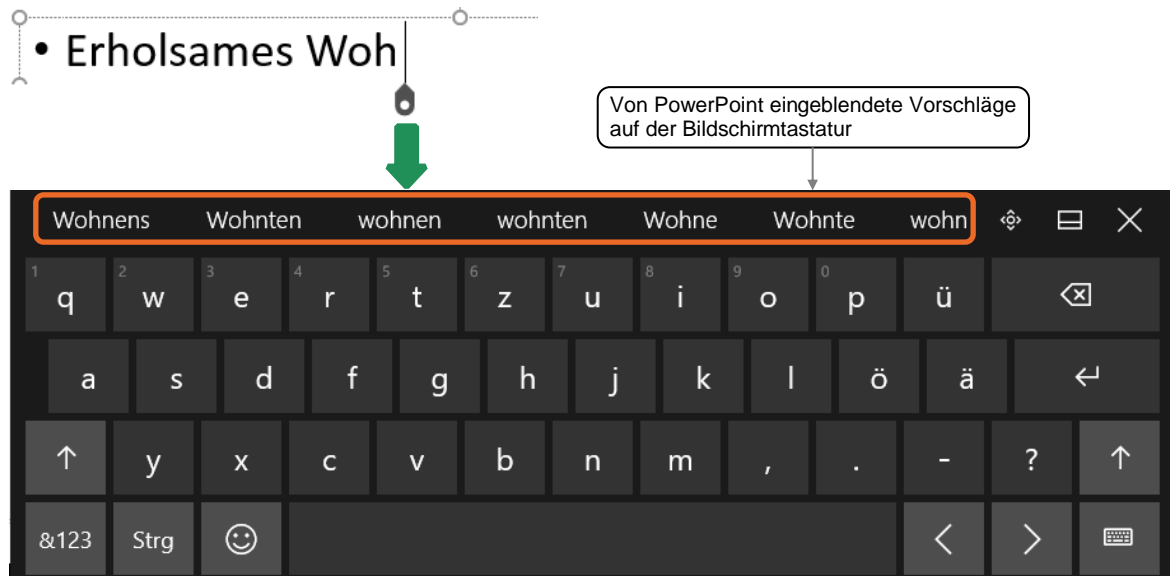 • Erholsames Woh
Von PowerPoint eingeblendete Vorschläge
auf der Bildschirmtastatur
Wohnens Wohnten wohnen wohnten Wohne Wohnte wohn
1 q 2 w 3 e 4 r 5 t 6 z 7 u 8 i 9 o 0 p ü
a s d f g h j k l ö ä
y x c v b n m , . - ?
&123 Strg